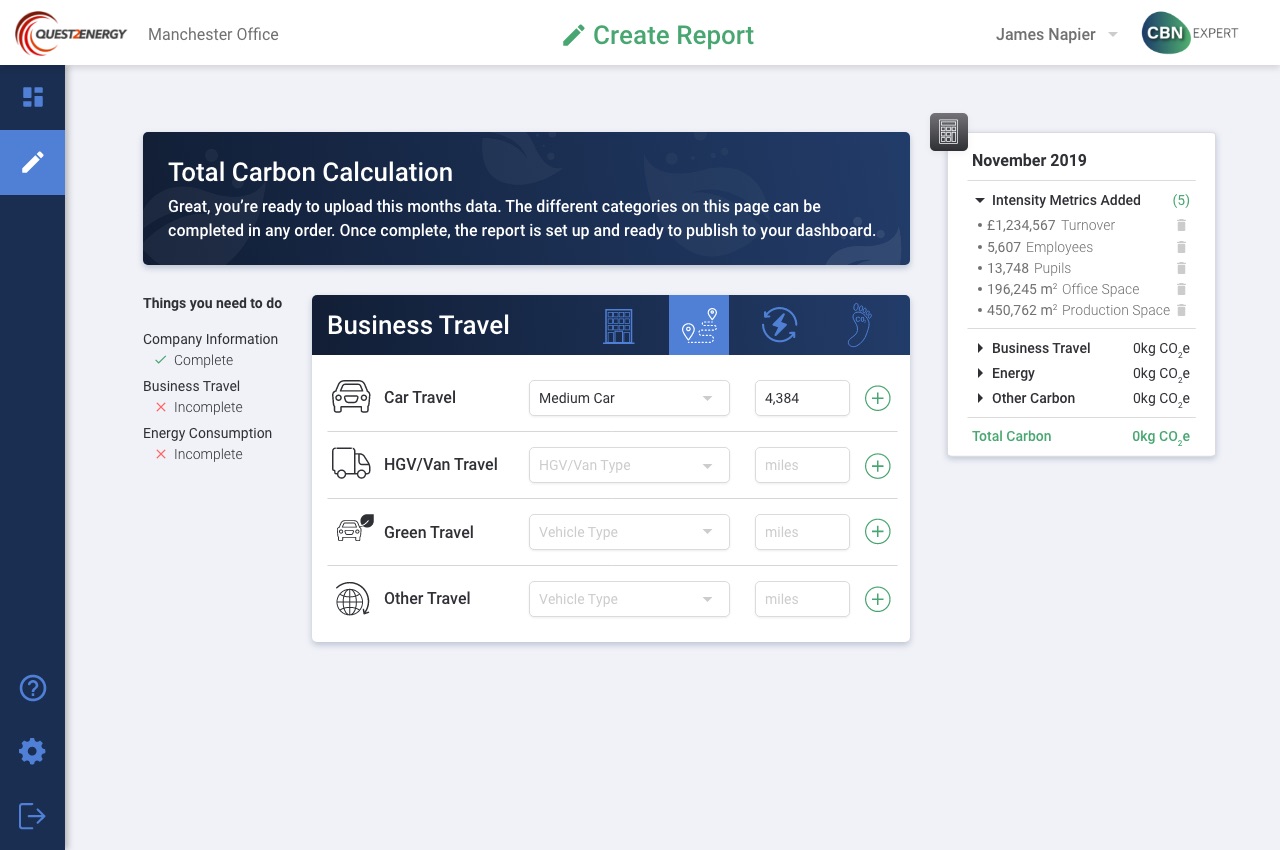 QUEST2ENERGY
Manchester Office
Create Report
James Napier
CBN EXPERT
Total Carbon Calculation
Great, you’re ready to upload this months data. The different categories on this page can be
completed in any order. Once complete, the report is set up and ready to publish to your dashboard.
Things you need to do
Company Information
Complete
Business Travel
Incomplete
Energy Consumption
Incomplete
Business Travel
CO2
Car Travel
Medium Car
4,384
HGV/Van Travel
HGV/Van Type
miles
Green Travel
Vehicle Type
miles
Other Travel
Vehicle Type
miles
November 2019
Intensity Metrics Added (5)
• £1,234,567 Turnover
• 5,607 Employees
• 13,748 Pupils
• 196,245 m² Office Space
• 450,762 m² Production Space
Business Travel 0kg CO₂e
Energy 0kg CO₂e
Other Carbon 0kg CO₂e
Total Carbon 0kg CO₂e